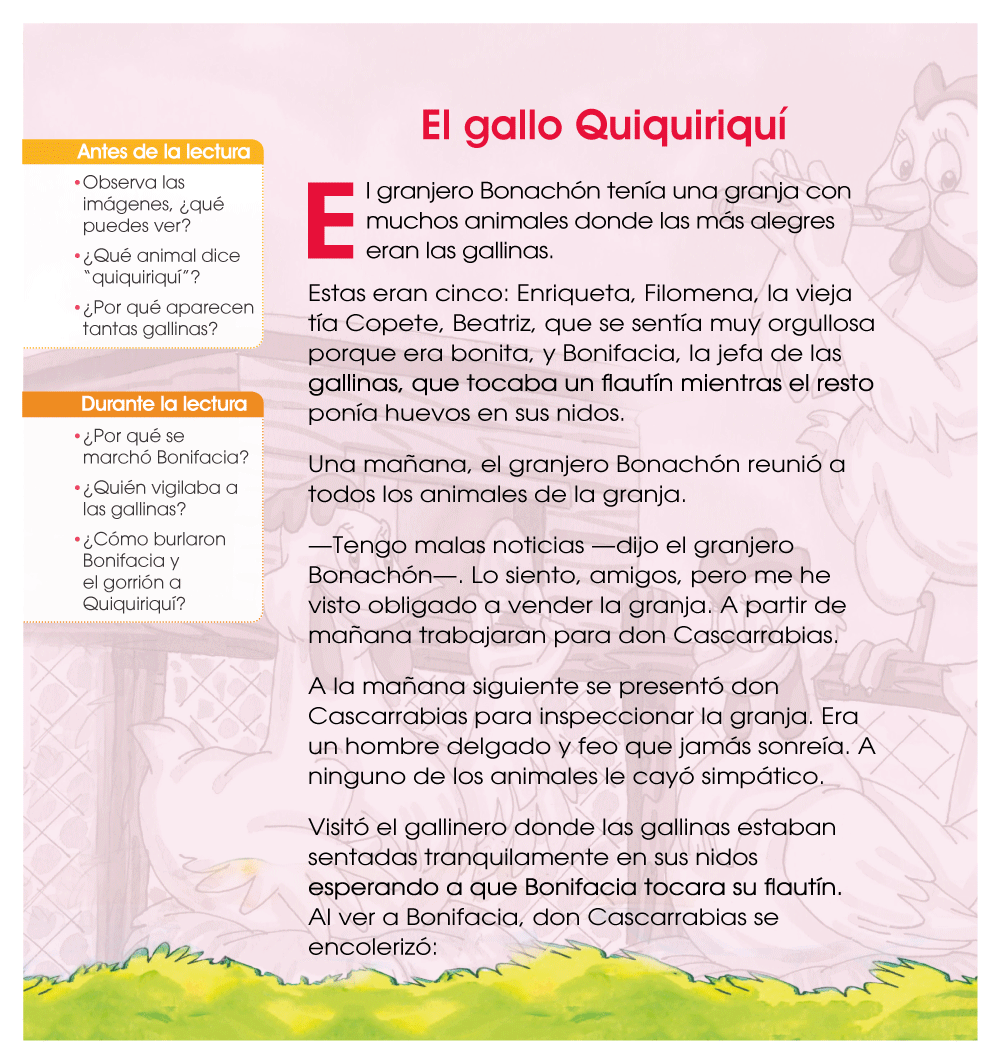 El gallo Quiquiriquí
Antes de la lectura
•Observa las
imágenes, ¿qué
puedes ver?
•¿Qué animal dice
“quiquiriquí”?
•¿Por qué aparecen
tantas gallinas?
Durante la lectura
•¿Por qué se
marchó Bonifacia?
•¿Quién vigilaba a
las gallinas?
•¿Cómo burlaron
Bonifacia y
el gorrión a
Quiquiriquí?
El granjero Bonachón tenía una granja con
muchos animales donde las más alegres
eran las gallinas.
Estas eran cinco: Enriqueta, Filomena, la vieja
tía Copete, Beatriz, que se sentía muy orgullosa
porque era bonita, y Bonifacia, la jefa de las
gallinas, que tocaba un flautín mientras el resto
ponía huevos en sus nidos.
Una mañana, el granjero Bonachón reunió a
todos los animales de la granja.
—Tengo malas noticias —dijo el granjero
Bonachón—. Lo siento, amigos, pero me he
visto obligado a vender la granja. A partir de
mañana trabajaran para don Cascarrabias.
A la mañana siguiente se presentó don
Cascarrabias para inspeccionar la granja. Era
un hombre delgado y feo que jamás sonreía. A
ninguno de los animales le cayó simpático.
Visitó el gallinero donde las gallinas estaban
sentadas tranquilamente en sus nidos
esperando a que Bonifacia tocara su flautín.
Al ver a Bonifacia, don Cascarrabias se
encolerizó: